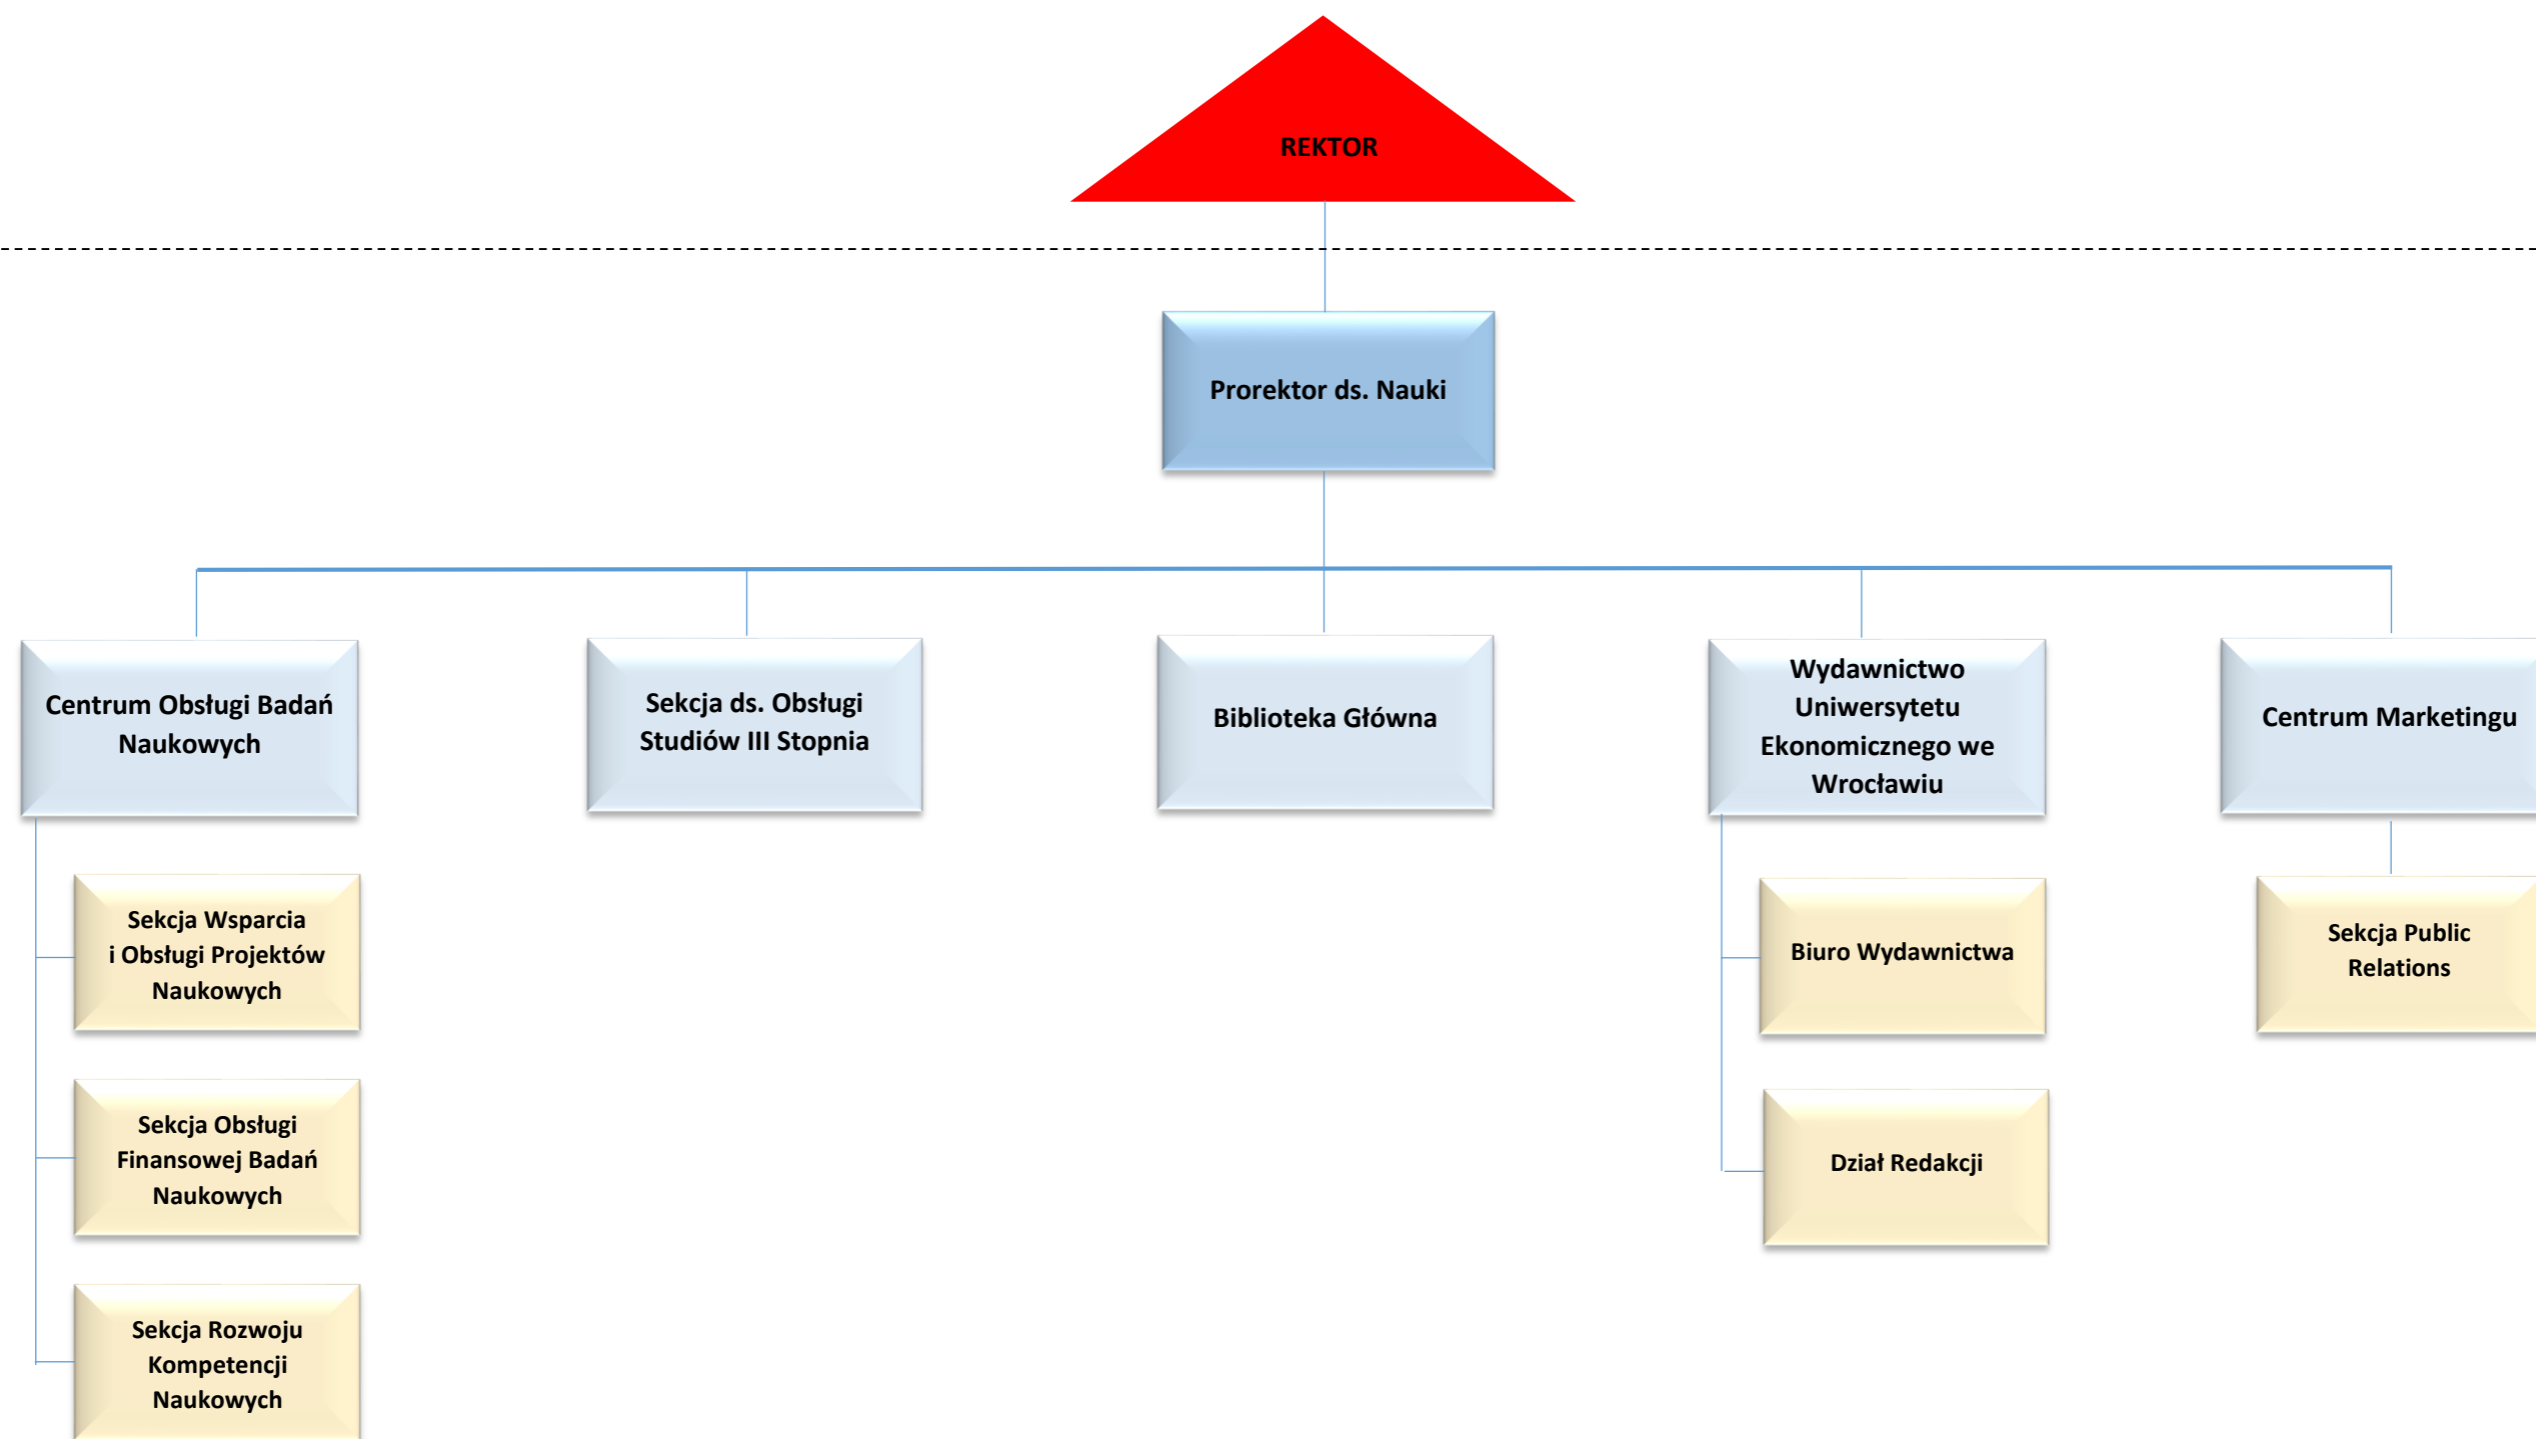 REKTOR
Prorektor ds. Nauki
Centrum Obsługi Badań
Naukowych
Sekcja ds. Obsługi
Studiów III Stopnia
Biblioteka Główna
Wydawnictwo
Uniwersytetu
Ekonomicznego we
Wrocławiu
Centrum Marketingu
Sekcja Wsparcia
i Obsługi Projektów
Naukowych
Sekcja Obsługi
Finansowej Badań
Naukowych
Sekcja Rozwoju
Kompetencji
Naukowych
Biuro Wydawnictwa
Dział Redakcji
Sekcja Public
Relations